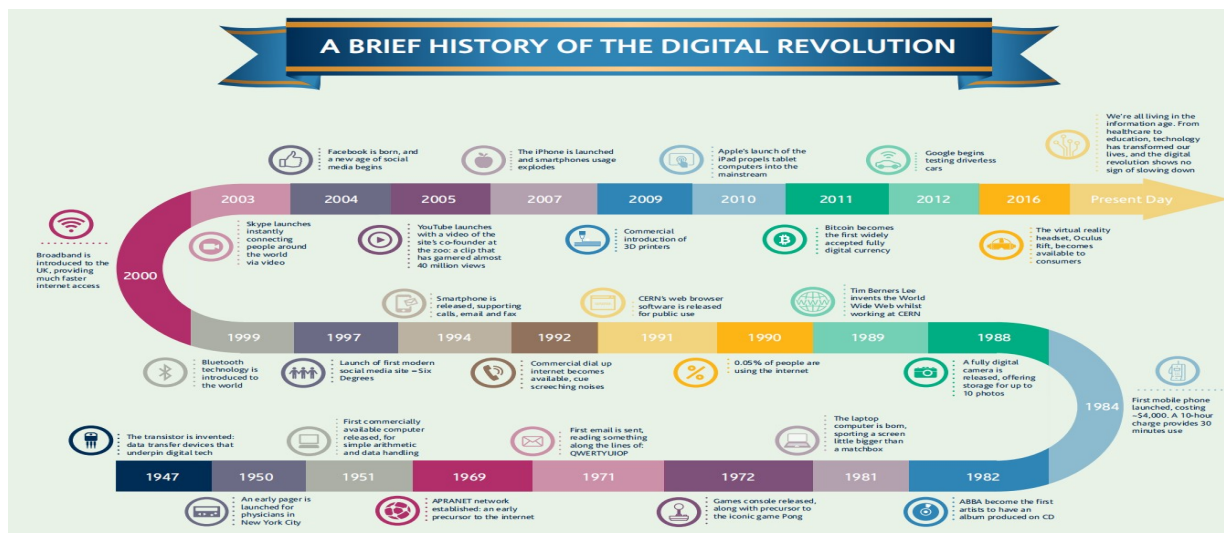 A BRIEF HISTORY OF THE DIGITAL REVOLUTION
We're all living in the
information age. From
healthcare to
education, technology
has transformed our
lives, and the digital
revolution shows no
sign of slowing down
Facebook is born, and
a new age of social
media begins
The iPhone is launched
and smartphones usage
explodes
Apple's launch of the
iPad propels tablet
computers into the
mainstream
Google begins
testing driverless
cars
2003
2004
2005
2007
2009
2010
2011
2012
2016
Present Day
Skype launches
instantly
connecting
people around
the world
via video
YouTube launches
with a video of the
site's co-founder at
the zoo: a clip that
has garnered almost
40 million views
Commercial
introduction of
3D printers
Bitcoin becomes
the first widely
accepted fully
digital currency
The virtual reality
headset, Oculus
Rift, becomes
available to
consumers
Broadband is
introduced to the
UK, providing
much faster
internet access
2000
Smartphone is
released, supporting
calls, email and fax
CERN's web browser
software is released
for public use
WWW
Tim Berners Lee
invents the World
Wide Web whilst
working at CERN
1999
1997
1994
1992
1991
1990
1989
1988
Bluetooth
technology is
introduced to
the world
Launch of first modern
social media site – Six
Degrees
Commercial dial up
internet becomes
available, cue
screeching noises
%
0.05% of people are
using the internet
A fully digital
camera is
released, offering
storage for up to
10 photos
1984
First mobile phone
launched, costing
~$4,000. A 10-hour
charge provides 30
minutes use
The transistor is invented:
data transfer devices that
underpin digital tech
First commercially
available computer
released, for
simple arithmetic
and data handling
First email is sent,
reading something
along the lines of:
QWERTYUIOP
The laptop
computer is born,
sporting a screen
little bigger than
a matchbox
1947
1950
1951
1969
1971
1972
1981
1982
An early pager is
launched for
physicians in
New York City
APRANET network
established: an early
precursor to the internet
Games console released,
along with precursor to
the iconic game Pong
ABBA become the first
artists to have an
album produced on CD